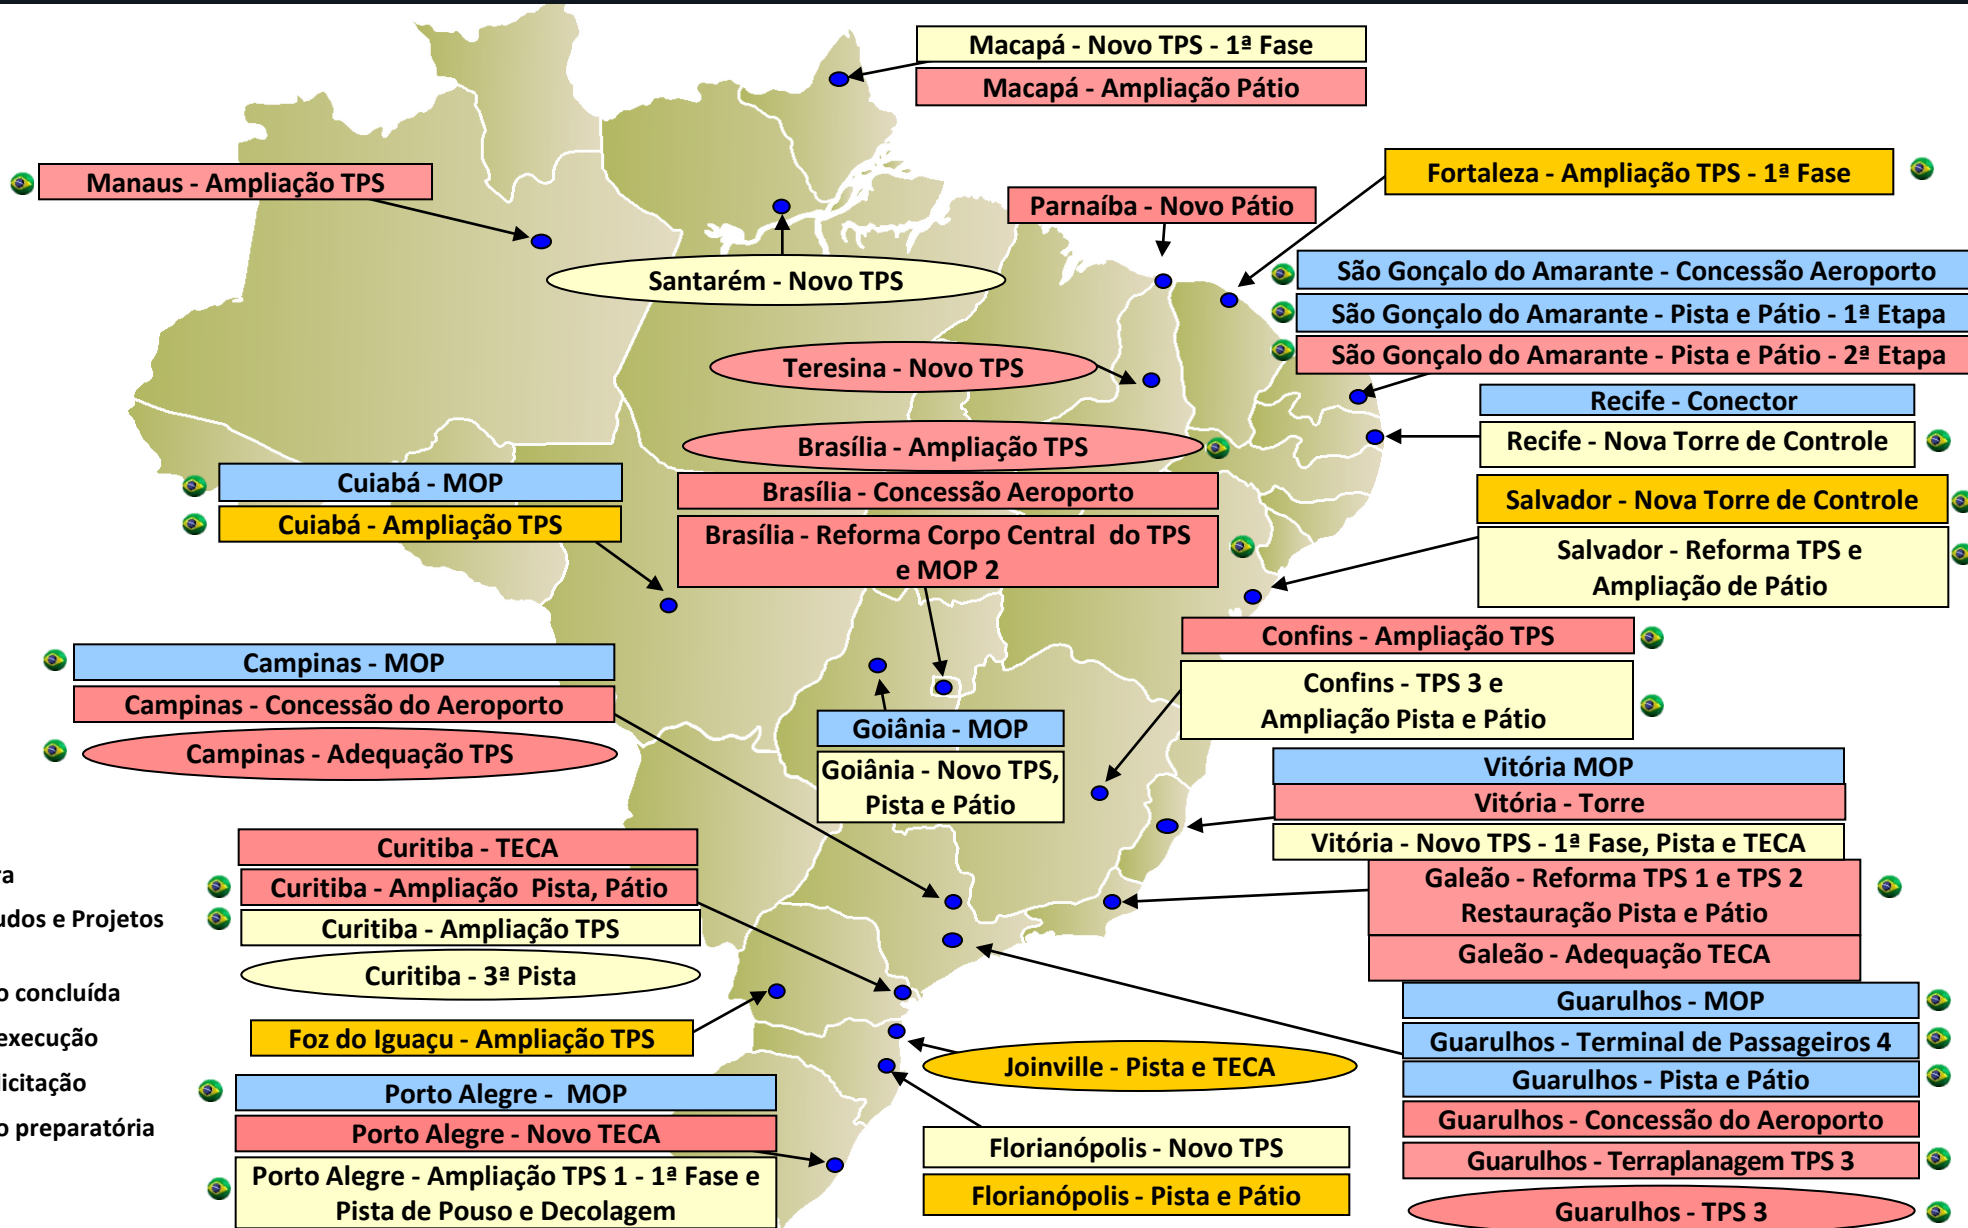 Macapá - Novo TPS - 1ª Fase
Macapá - Ampliação Pátio
Manaus - Ampliação TPS
Fortaleza - Ampliação TPS - 1ª Fase
Parnaíba - Novo Pátio
Santarém - Novo TPS
São Gonçalo do Amarante - Concessão Aeroporto
São Gonçalo do Amarante - Pista e Pátio - 1ª Etapa
São Gonçalo do Amarante - Pista e Pátio - 2ª Etapa
Teresina - Novo TPS
Recife - Conector
Recife - Nova Torre de Controle
Brasília - Ampliação TPS
Brasília - Concessão Aeroporto
Brasília - Reforma Corpo Central do TPS
e MOP 2
Cuiabá - MOP
Cuiabá - Ampliação TPS
Salvador - Nova Torre de Controle
Salvador - Reforma TPS e
Ampliação de Pátio
Confins - Ampliação TPS
Confins - TPS 3 e
Ampliação Pista e Pátio
Campinas - MOP
Campinas - Concessão do Aeroporto
Campinas - Adequação TPS
Goiânia - MOP
Goiânia - Novo TPS,
Pista e Pátio
Vitória MOP
Vitória - Torre
Vitória - Novo TPS - 1ª Fase, Pista e TECA
Curitiba - TECA
Curitiba - Ampliação Pista, Pátio
Curitiba - Ampliação TPS
Curitiba - 3ª Pista
Galeão - Reforma TPS 1 e TPS 2
Restauração Pista e Pátio
Galeão - Adequação TECA
Foz do Iguaçu - Ampliação TPS
Joinville - Pista e TECA
Guarulhos - MOP
Guarulhos - Terminal de Passageiros 4
Guarulhos - Pista e Pátio
Guarulhos - Concessão do Aeroporto
Guarulhos - Terraplanagem TPS 3
Guarulhos - TPS 3
Porto Alegre - MOP
Porto Alegre - Novo TECA
Porto Alegre - Ampliação TPS 1 - 1ª Fase e
Pista de Pouso e Decolagem
Florianópolis - Novo TPS
Florianópolis - Pista e Pátio
ra
udos e Projetos
o concluída
execução
licitação
o preparatória